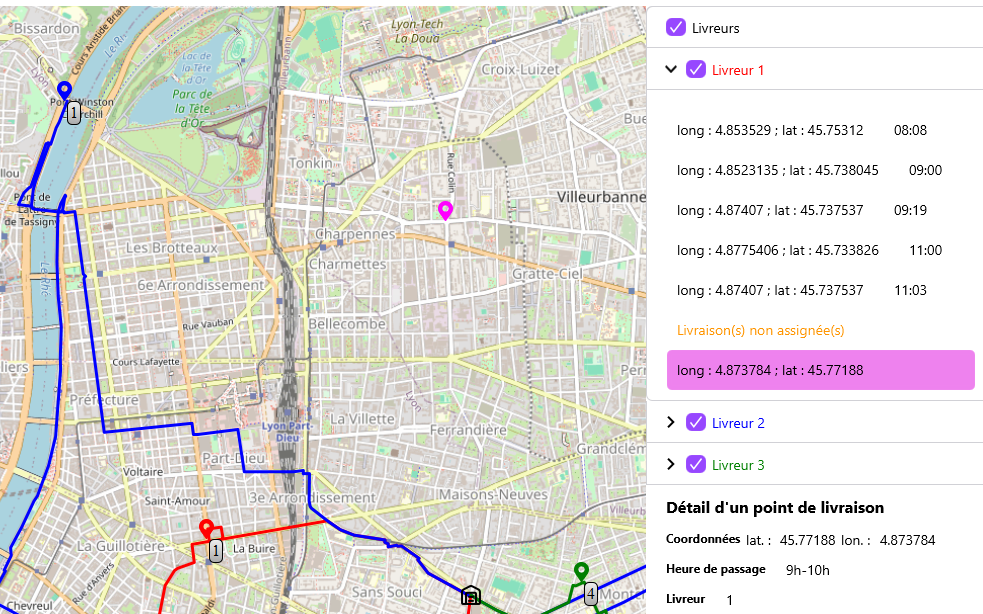 Bissardon
Cours Aristide Brian
Lyon-Tech
La Doua
Croix-Luizet
Lac de
la Tête
d'Or
Parc de
la Tête
d'Or
1
Tonkin
Rue Colin
Villeurbanne
Pont de
de Tassigny
Charpennes
Les Brotteaux
Charmettes
Gratte-Ciel
6e Arrondissement
Bellecombe
Rue Vauban
Cours Lafayette
Préfecture
Lyon
La Villette
Lyon Part-
Dieu
Ferrandière
Part-Dieu
Grandclém
Voltaire
3e Arrondissement
Maisons-Neuves
Saint-Amour
Villeurb
La Guillotière
1
La Buire
Rue d'Anvers
Sans Souci
4
Montch
Chevreul
Livreurs
Livreur 1
long : 4.853529 ; lat : 45.75312 08:08
long : 4.8523135 ; lat : 45.738045 09:00
long : 4.87407 ; lat : 45.737537 09:19
long : 4.8775406 ; lat : 45.733826 11:00
long : 4.87407 ; lat : 45.737537 11:03
Livraison(s) non assignée(s)
long : 4.873784 ; lat : 45.77188
Livreur 2
Livreur 3
Détail d'un point de livraison
Coordonnées lat. : 45.77188 lon. : 4.873784
Heure de passage 9h-10h
Livreur 1